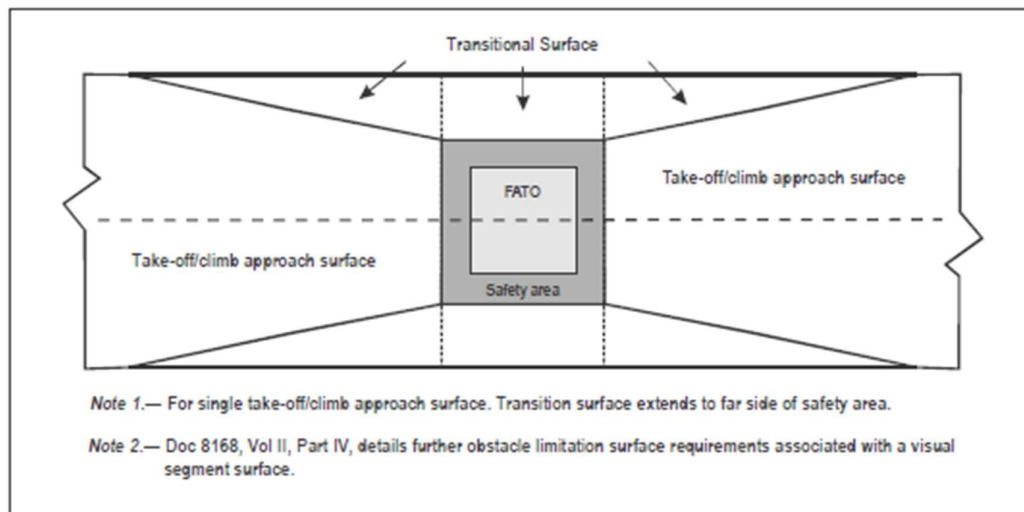 Transitional Surface
FATO
Take-off/climb approach surface
Take-off/climb approach surface
Safety area
Note 1.— For single take-off/climb approach surface. Transition surface extends to far side of safety area.
Note 2.— Doc 8168, Vol II, Part IV, details further obstacle limitation surface requirements associated with a visual
segment surface.